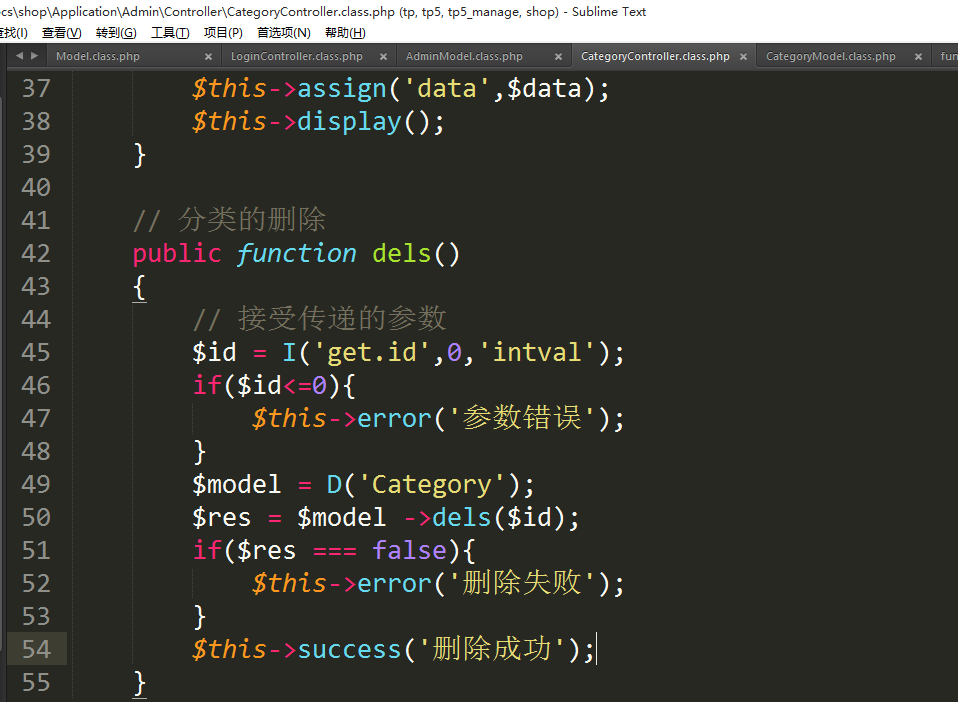 ocs\shop\Application\Admin\Controller\CategoryController.class.php (tp, tp5, tp5_manage, shop) - Sublime Text
查找(I) 查看(V) 转到(G) 工具(T) 项目(P) 首选项(N) 帮助(H)
Model.class.php × LoginController.class.php × AdminModel.class.php × CategoryController.class.php × CategoryModel.class.php × fun
37 $this->assign('data',$data);
38 $this->display();
39 }
40
41 // 分类的删除
42 public function dels()
43 {
44 // 接受传递的参数
45 $id = I('get.id',0,'intval');
46 if($id<=0){
47 $this->error('参数错误');
48 }
49 $model = D('Category');
50 $res = $model ->dels($id);
51 if($res === false){
52 $this->error('删除失败');
53 }
54 $this->success('删除成功');
55 }